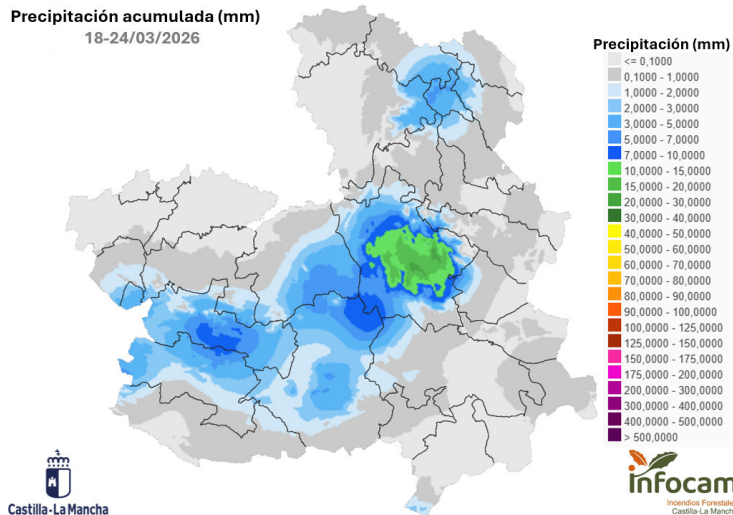 Precipitación acumulada (mm)
18-24/03/2026
Precipitación (mm)
<= 0,1000
0,1000 - 1,0000
1,0000 - 2,0000
2,0000 - 3,0000
3,0000 - 5,0000
5,0000 - 7,0000
7,0000 - 10,0000
10,0000 - 15,0000
15,0000 - 20,0000
20,0000 - 30,0000
30,0000 - 40,0000
40,0000 - 50,0000
50,0000 - 60,0000
60,0000 - 70,0000
70,0000 - 80,0000
80,0000 - 90,0000
90,0000 - 100,0000
100,0000 - 125,0000
125,0000 - 150,0000
150,0000 - 175,0000
175,0000 - 200,0000
200,0000 - 300,0000
300,0000 - 400,0000
400,0000 - 500,0000
> 500,0000
Castilla-La Mancha
infocam
Incendios Forestale
Castilla-La Manch